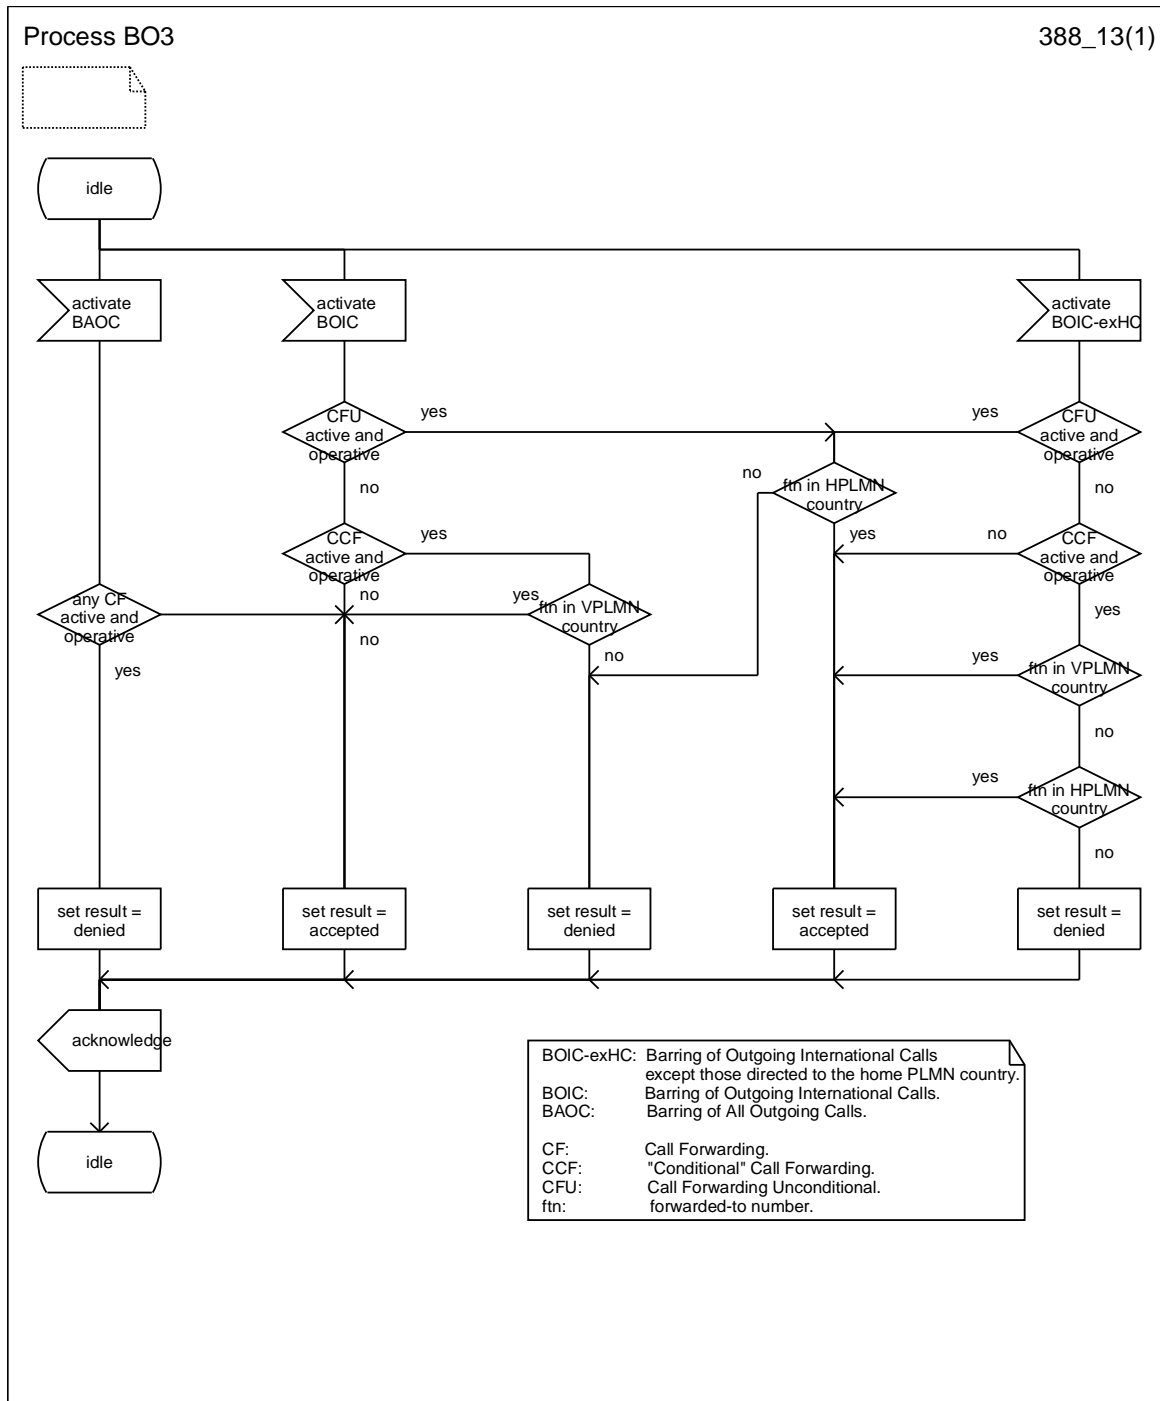 Process BO3
388_13(1)
idle
activate
BAOC
activate
BOIC
activate
BOIC-exHC
CFU
active and
operative
yes
no
yes
CFU
active and
operative
no
no
ftn in HPLMN
country
yes
CCF
active and
operative
yes
no
no
CCF
active and
operative
yes
any CF
active and
operative
yes
no
yes
ftn in VPLMN
country
no
yes
ftn in VPLMN
country
no
yes
ftn in HPLMN
country
no
set result =
denied
set result =
accepted
set result =
denied
set result =
accepted
set result =
denied
acknowledge
idle
BOIC-exHC: Barring of Outgoing International Calls
except those directed to the home PLMN country.
BOIC: Barring of Outgoing International Calls.
BAOC: Barring of All Outgoing Calls.
CF: Call Forwarding.
CCF: "Conditional" Call Forwarding.
CFU: Call Forwarding Unconditional.
ftn: forwarded-to number.